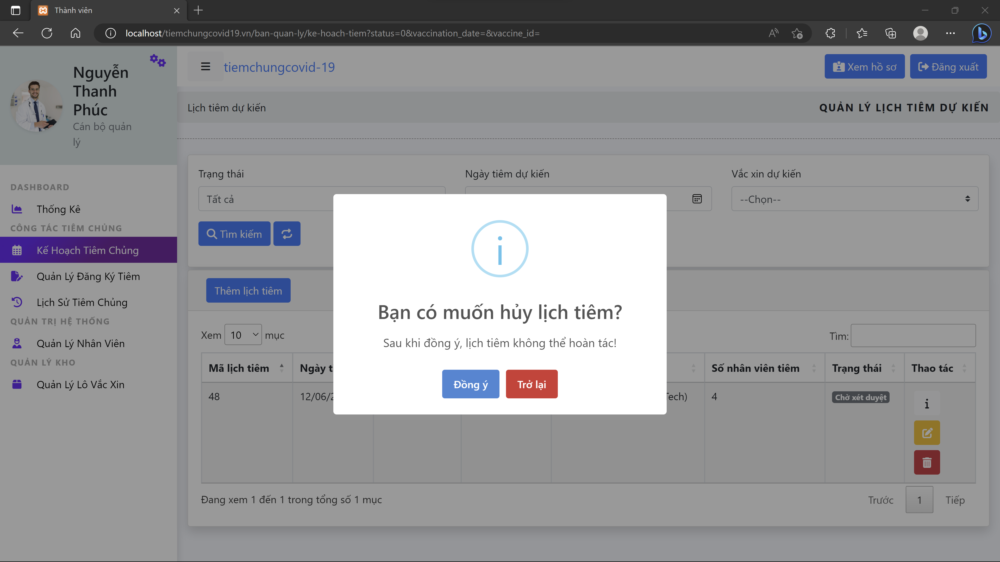 Thành viên
localhost/tiemchungcovid19.vn/ban-quan-ly/ke-hoach-tiem?status=0&vaccination_date=&vaccine_id=
Nguyễn
Thanh
Phúc
Cán bộ quản
lý
tiemchungcovid-19
Xem hồ sơ
Đăng xuất
Lịch tiêm dự kiến
QUẢN LÝ LỊCH TIÊM DỰ KIẾN
DASHBOARD
Thống Kê
CÔNG TÁC TIÊM CHỦNG
Kế Hoạch Tiêm Chủng
Quản Lý Đăng Ký Tiêm
Lịch Sử Tiêm Chủng
QUẢN TRỊ HỆ THỐNG
Quản Lý Nhân Viên
QUẢN LÝ KHO
Quản Lý Lô Vắc Xin
Trạng thái
Ngày tiêm dự kiến
Vắc xin dự kiến
Tất cả
--Chọn--
Tìm kiếm
Thêm lịch tiêm
Bạn có muốn hủy lịch tiêm?
Sau khi đồng ý, lịch tiêm không thể hoàn tác!
Đồng ý
Trở lại
Xem 10 mục
Tìm:
Mã lịch tiêm
Ngày t
Số nhân viên tiêm
Trạng thái
Thao tác
48
12/06/2
Tech)
4
Chờ xét duyệt
Đang xem 1 đến 1 trong tổng số 1 mục
Trước
1
Tiếp